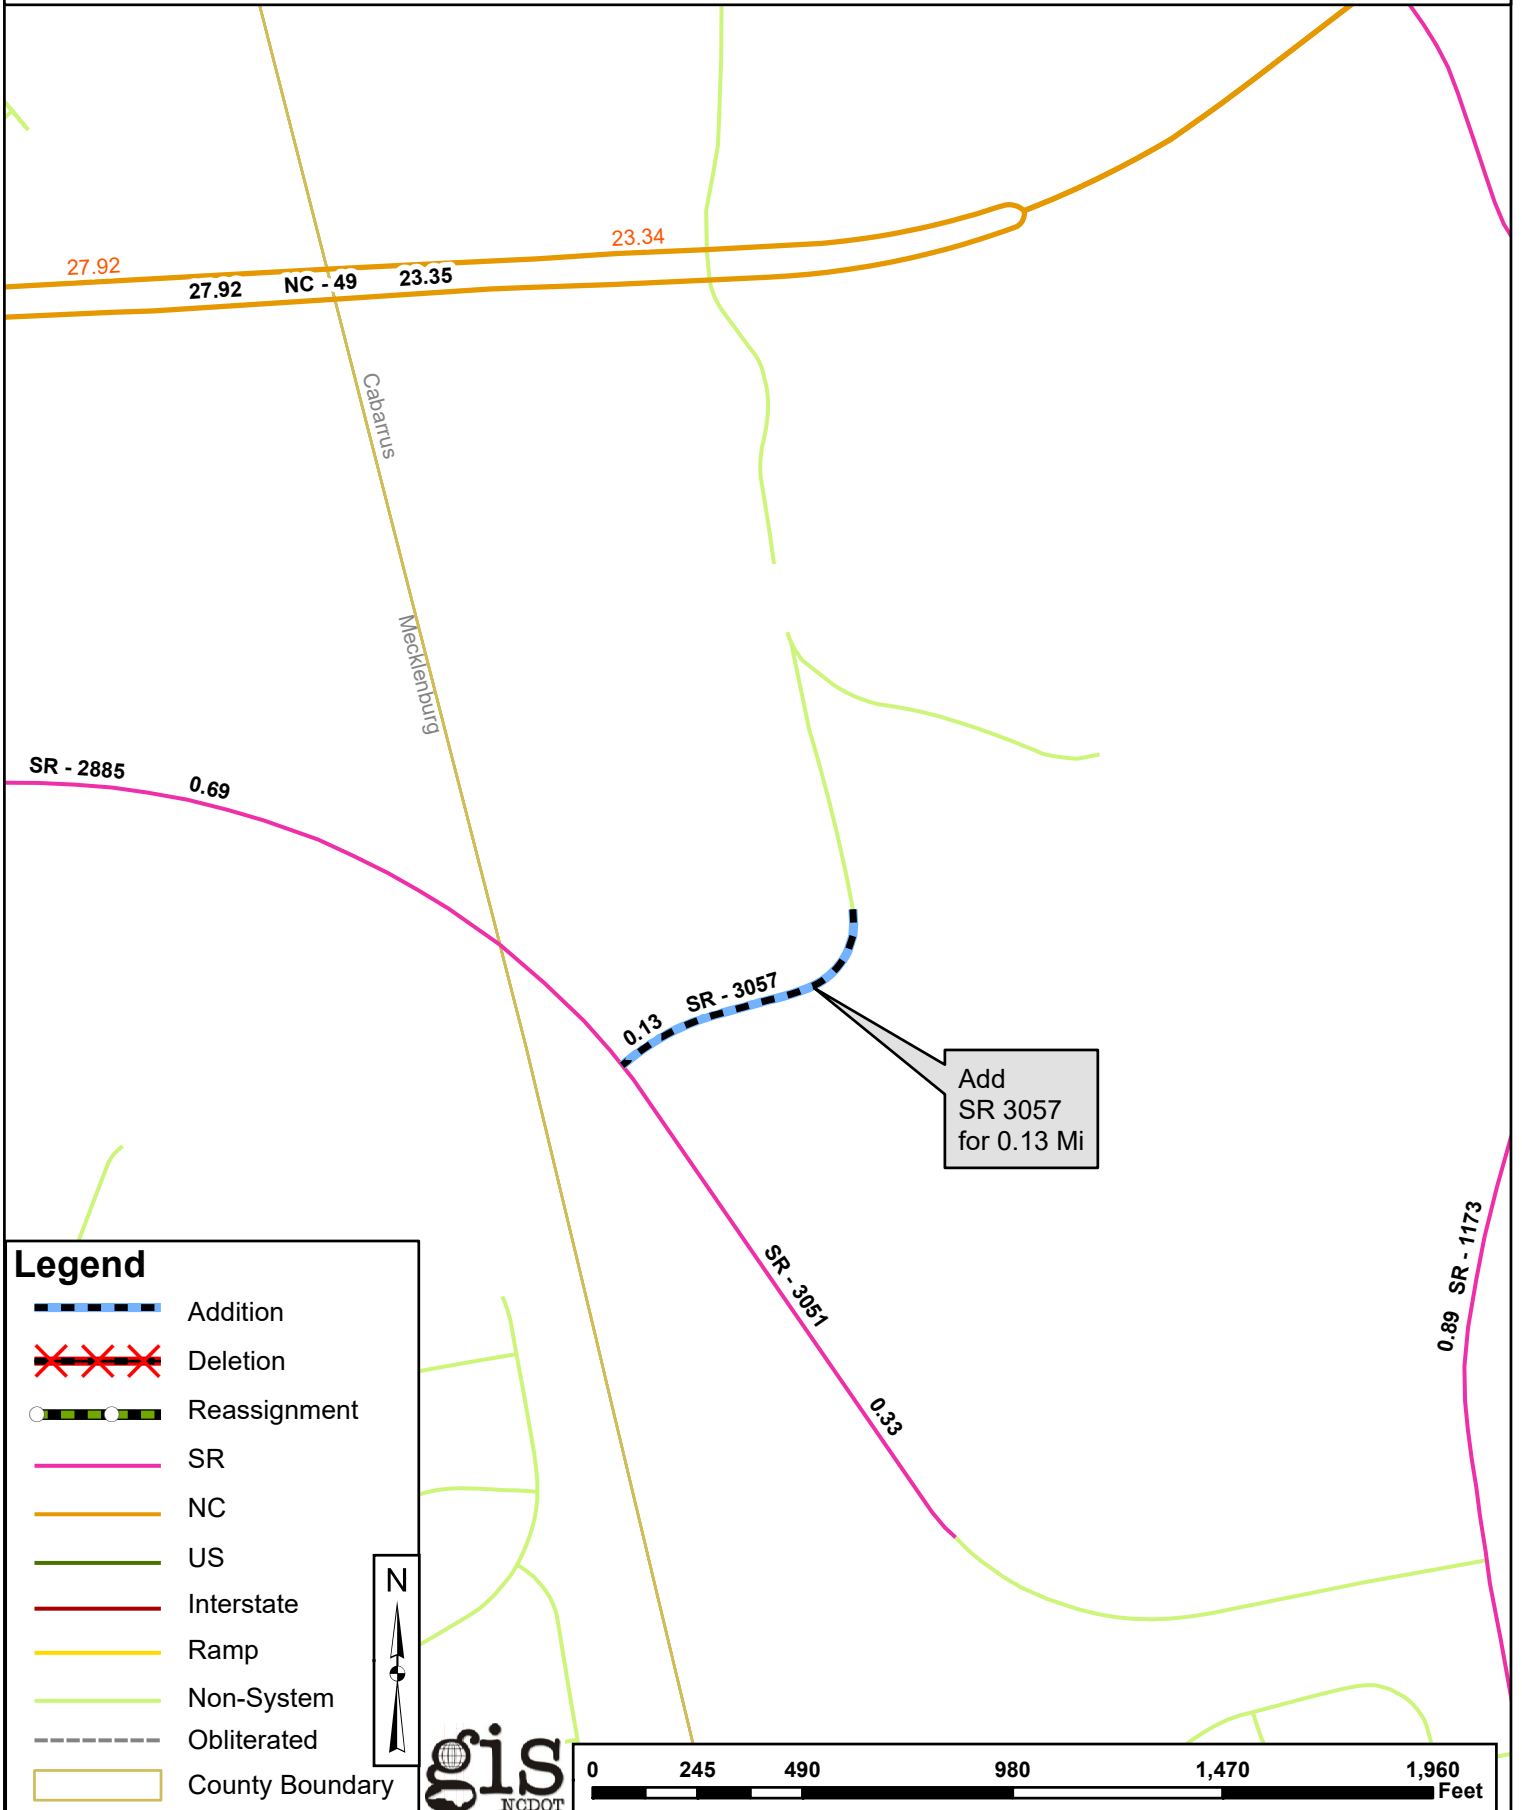 23.34
27.92
27.92 NC - 49 23.35
Cabarrus
Mecklenburg
SR - 2885 0.69
0.13 SR - 3057
Add
SR 3057
for 0.13 Mi
SR - 3051
0.33
0.89 SR - 1173
Legend
Addition
Deletion
Reassignment
SR
NC
US
Interstate
Ramp
Non-System
Obliterated
County Boundary
N
gis
NCDOT
0 245 490 980 1,470 1,960
Feet